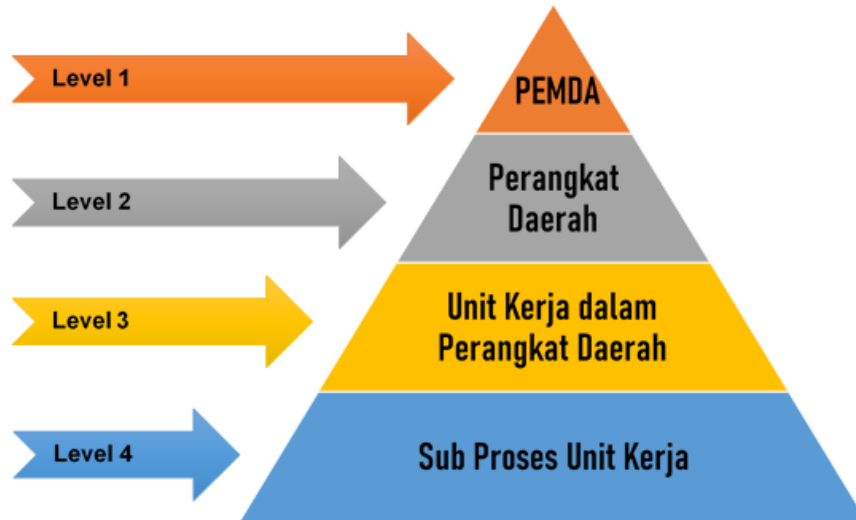 Level 1
PEMDA
Level 2
Perangkat
Daerah
Level 3
Unit Kerja dalam
Perangkat Daerah
Level 4
Sub Proses Unit Kerja